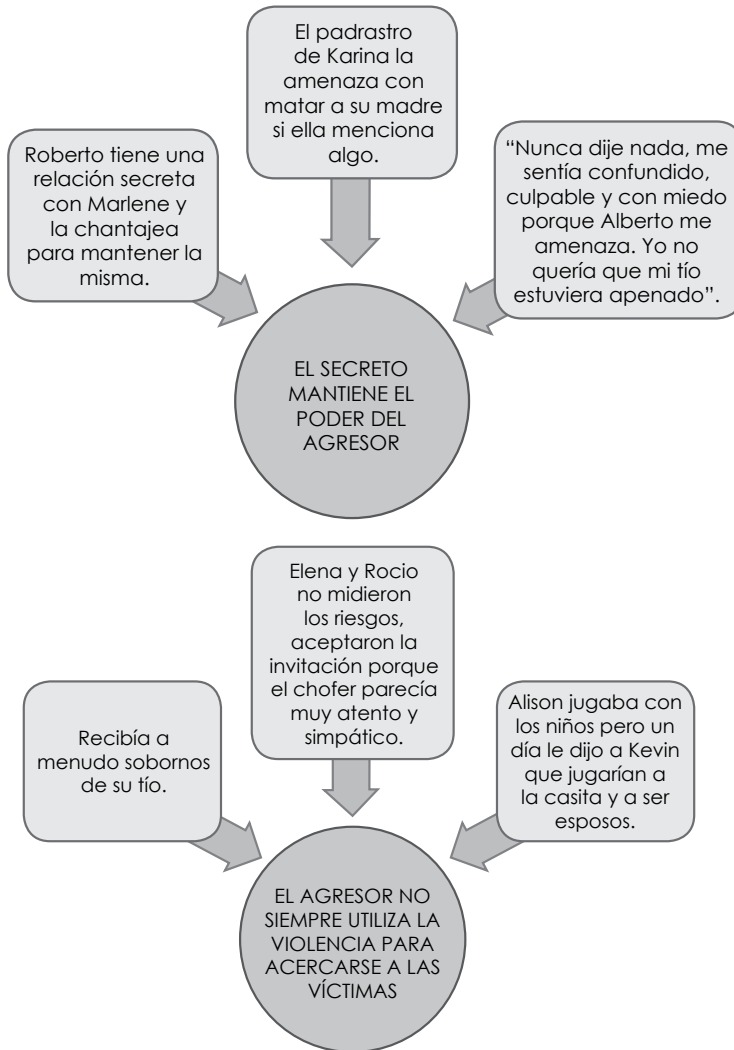 El padrastro
de Karina la
amenaza con
matar a su madre
si ella menciona
algo.
Roberto tiene una
relación secreta
con Marlene y
la chantajea
para mantener la
misma.
“Nunca dije nada, me
sentía confundido,
culpable y con miedo
porque Alberto me
amenaza. Yo no
quería que mi tío
estuviera apenado”.
EL SECRETO
MANTIENE EL
PODER DEL
AGRESOR
Elena y Rocio
no midieron
los riesgos,
aceptaron la
invitación porque
el chofer parecía
muy atento y
simpático.
Recibía a
menudo sobornos
de su tío.
Alison jugaba con
los niños pero un
día le dijo a Kevin
que jugarían a
la casita y a ser
esposos.
EL AGRESOR NO
SIEMPRE UTILIZA LA
VIOLENCIA PARA
ACERCARSE A LAS
VÍCTIMAS